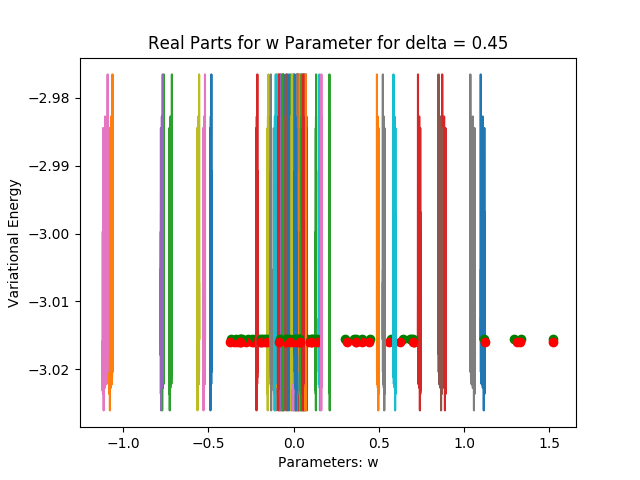 Real Parts for w Parameter for delta = 0.45
−2.98
−2.99
−3.00
−3.01
−3.02
Variational Energy
−1.0 −0.5 0.0 0.5 1.0 1.5
Parameters: w